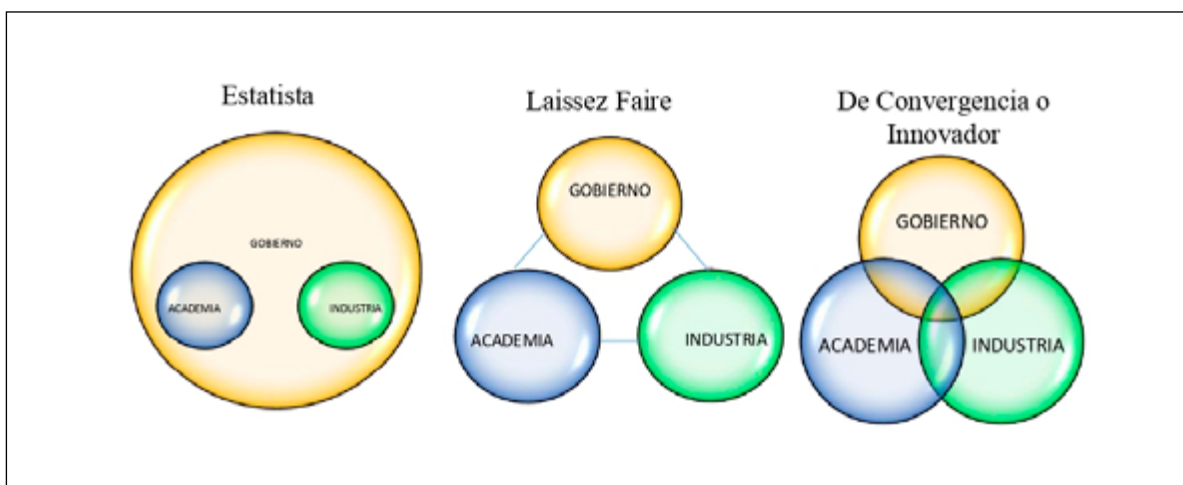 Estatista
GOBIERNO
ACADEMIA
INDUSTRIA
Laissez Faire
GOBIERNO
ACADEMIA
INDUSTRIA
De Convergencia o
Innovador
GOBIERNO
ACADEMIA
INDUSTRIA